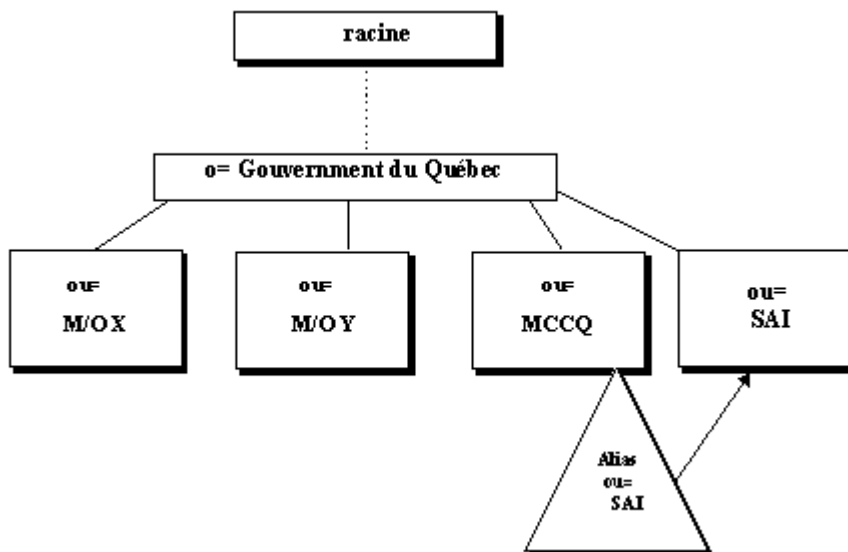 racine
o= Gouvernment du Québec
ou=
M/OX
ou=
M/OY
ou=
MCCQ
ou=
SAI
Alias
ou=
SAI